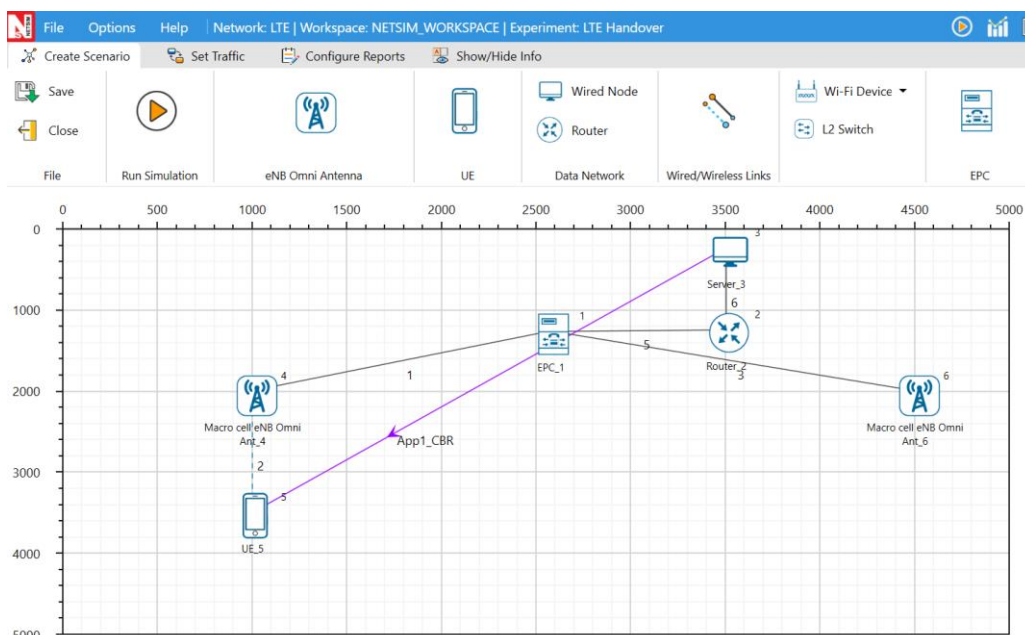 N
NETSIM
File Options Help Network: LTE | Workspace: NETSIM_WORKSPACE | Experiment: LTE Handover
Create Scenario Set Traffic Configure Reports Show/Hide Info
Save
Close
Wired Node
Router
Wi-Fi Device
L2 Switch
File Run Simulation eNB Omni Antenna UE Data Network Wired/Wireless Links EPC
0 500 1000 1500 2000 2500 3000 3500 4000 4500 5000
0
3
Server_3
6
1000
1
2
5
EPC_1
Router_2
3
4
1
6
2000
Macro cell eNB Omni
Ant_4
Macro cell eNB Omni
Ant_6
App1_CBR
2
3000
5
UE_5
4000
5000